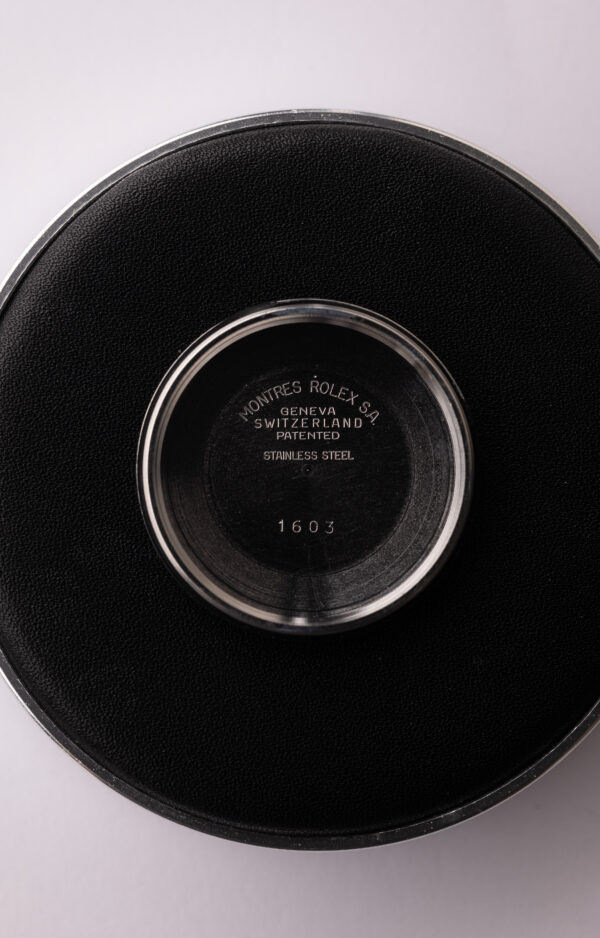 MONTRES ROLEX S.A.
GENEVA
SWITZERLAND
PATENTED
STAINLESS STEEL
1603